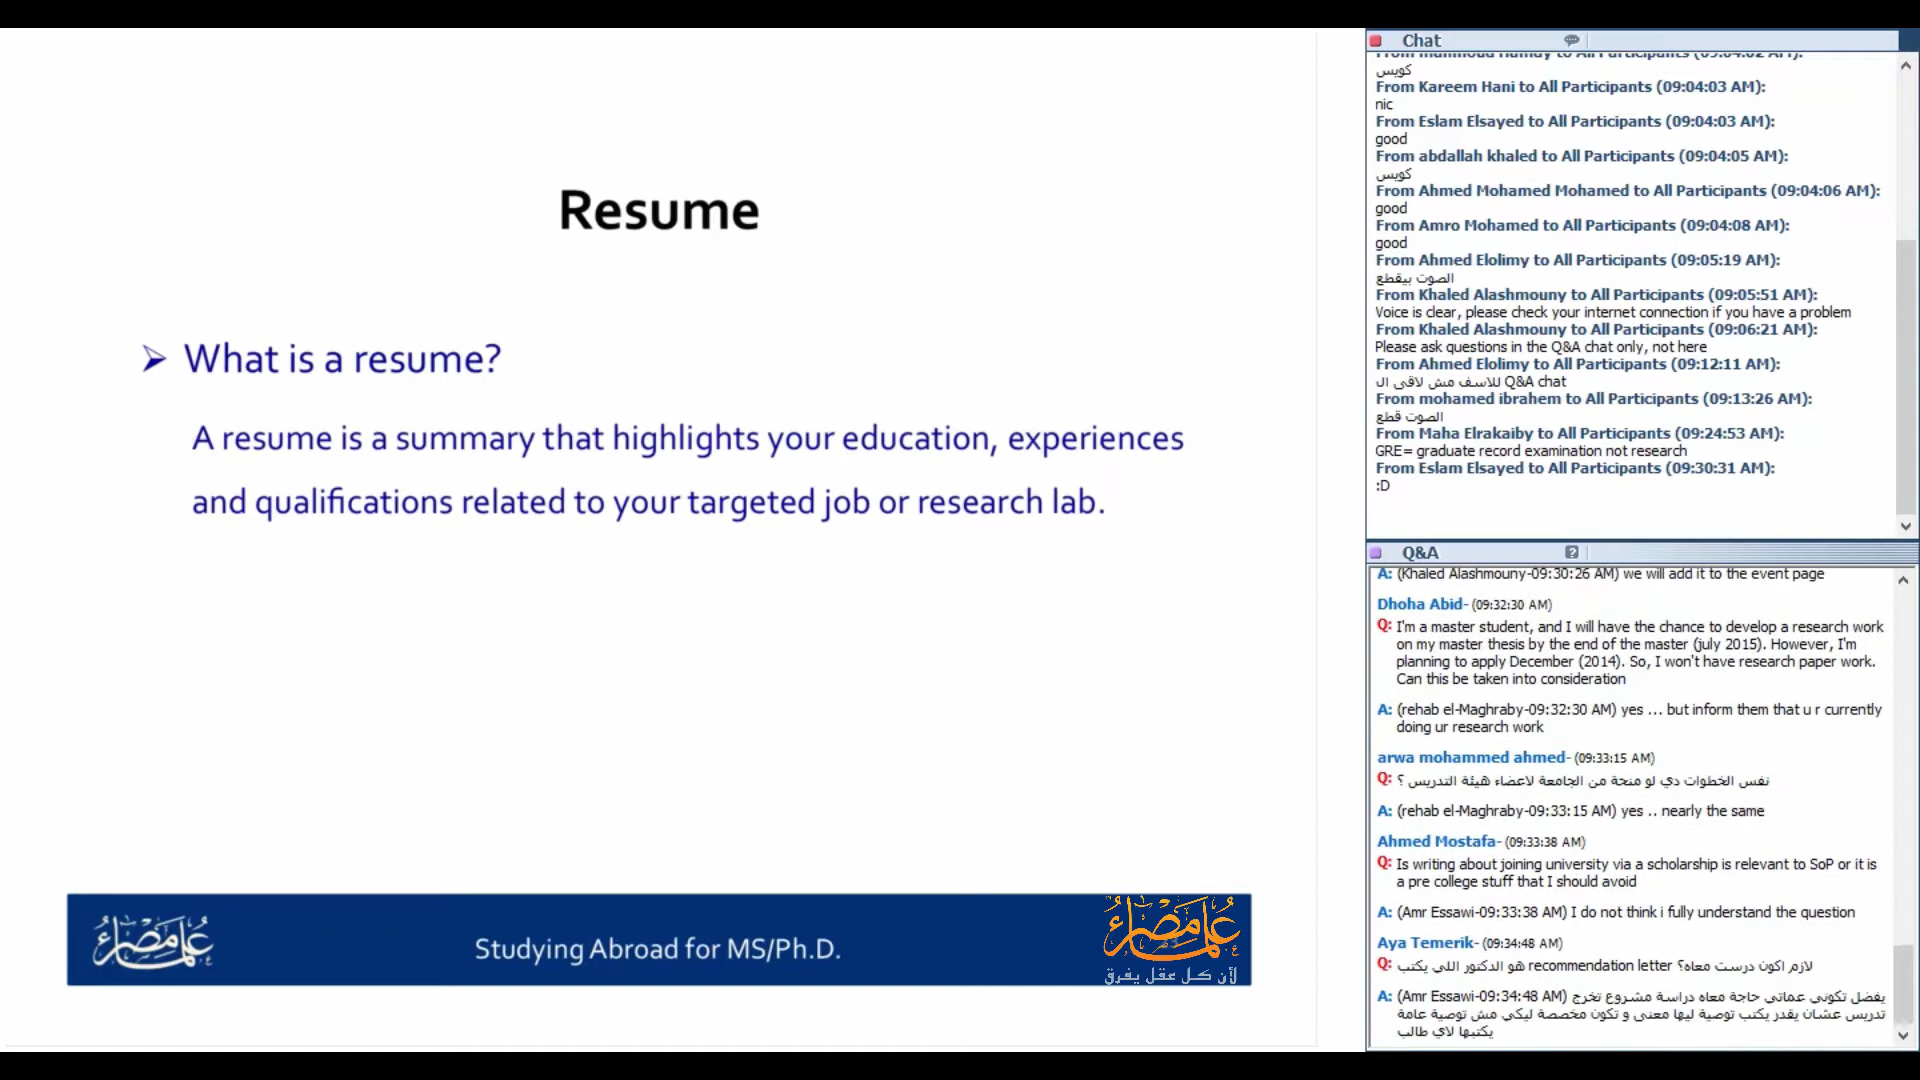 Resume
What is a resume?
A resume is a summary that highlights your education, experiences
and qualifications related to your targeted job or research lab.
علماء مصر
Studying Abroad for MS/Ph.D.
علماء مصر
لأن كل عقل يفرق
Chat
From mahmoud hamdy to All Participants (09:04:02 AM):
كويس
From Kareem Hani to All Participants (09:04:03 AM):
nic
From Eslam Elsayed to All Participants (09:04:03 AM):
good
From abdallah khaled to All Participants (09:04:05 AM):
كويس
From Ahmed Mohamed Mohamed to All Participants (09:04:06 AM):
good
From Amro Mohamed to All Participants (09:04:08 AM):
good
From Ahmed Elolimy to All Participants (09:05:19 AM):
الصوت بيقطع
From Khaled Alashmouny to All Participants (09:05:51 AM):
Voice is clear, please check your internet connection if you have a problem
From Khaled Alashmouny to All Participants (09:06:21 AM):
Please ask questions in the Q&A chat only, not here
From Ahmed Elolimy to All Participants (09:12:11 AM):
للاسف مش لاقى ال Q&A chat
From mohamed ibrahem to All Participants (09:13:26 AM):
الصوت قطع
From Maha Elrakaiby to All Participants (09:24:53 AM):
GRE= graduate record examination not research
From Eslam Elsayed to All Participants (09:30:31 AM):
:D
Q&A
A: (Khaled Alashmouny-09:30:26 AM) we will add it to the event page
Dhoha Abid- (09:32:30 AM)
Q: I'm a master student, and I will have the chance to develop a research work
on my master thesis by the end of the master (july 2015). However, I'm
planning to apply December (2014). So, I won't have research paper work.
Can this be taken into consideration
A: (rehab el-Maghraby-09:32:30 AM) yes ... but inform them that u r currently
doing ur research work
arwa mohammed ahmed- (09:33:15 AM)
Q: نفس الخطوات دي لو منحة من الجامعة لاعضاء هيئة التدريس ؟
A: (rehab el-Maghraby-09:33:15 AM) yes .. nearly the same
Ahmed Mostafa- (09:33:38 AM)
Q: Is writing about joining university via a scholarship is relevant to SoP or it is
a pre college stuff that I should avoid
A: (Amr Essawi-09:33:38 AM) I do not think i fully understand the question
Aya Temerik- (09:34:48 AM)
Q: هو الدكتور اللي يكتب recommendation letter لازم اكون درست معاه؟
A: (Amr Essawi-09:34:48 AM) يفضل تكوني عماتي حاجة معاه دراسة مشروع تخرج
تدريس عشان يقدر يكتب توصية ليها معنى و تكون مخصصة ليكي مش توصية عامة
يكتبها لاي طالب